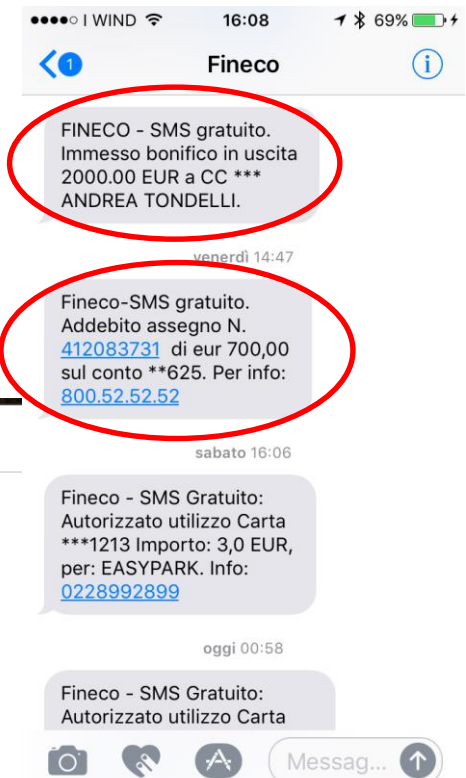 I WIND 16:08 69%
1 Fineco i
FINECO - SMS gratuito.
Immesso bonifico in uscita
2000.00 EUR a CC ***
ANDREA TONDELLI.
venerdì 14:47
Fineco-SMS gratuito.
Addebito assegno N.
412083731 di eur 700,00
sul conto **625. Per info:
800.52.52.52
sabato 16:06
Fineco - SMS Gratuito:
Autorizzato utilizzo Carta
***1213 Importo: 3,0 EUR,
per: EASYPARK. Info:
0228992899
oggi 00:58
Fineco - SMS Gratuito:
Autorizzato utilizzo Carta
Messag...